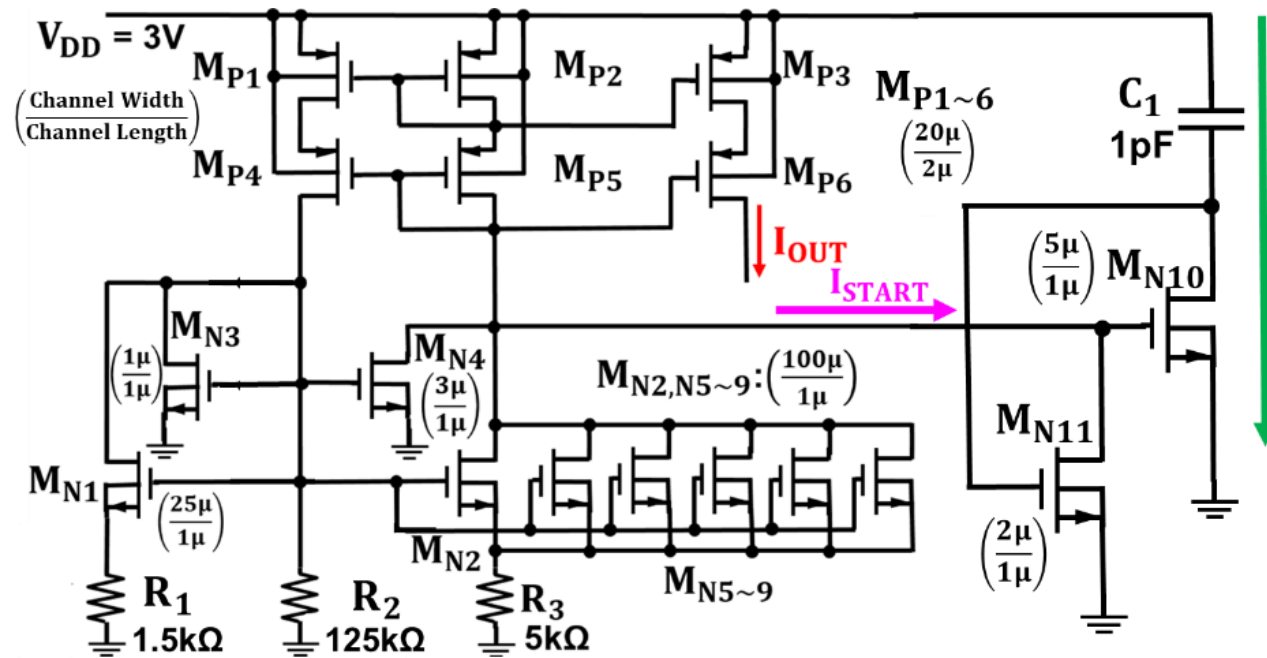 V_DD = 3V
M_P1
M_P2
M_P3
(Channel Width / Channel Length)
M_P1~6
(20μ / 2μ)
C_1
1pF
M_P4
M_P5
M_P6
I_OUT
I_START
(5μ / 1μ)
M_N10
M_N3
(1μ / 1μ)
M_N4
(3μ / 1μ)
M_N2,N5~9:(100μ / 1μ)
M_N11
M_N1
(25μ / 1μ)
M_N2
M_N5~9
(2μ / 1μ)
R_1
1.5kΩ
R_2
125kΩ
R_3
5kΩ